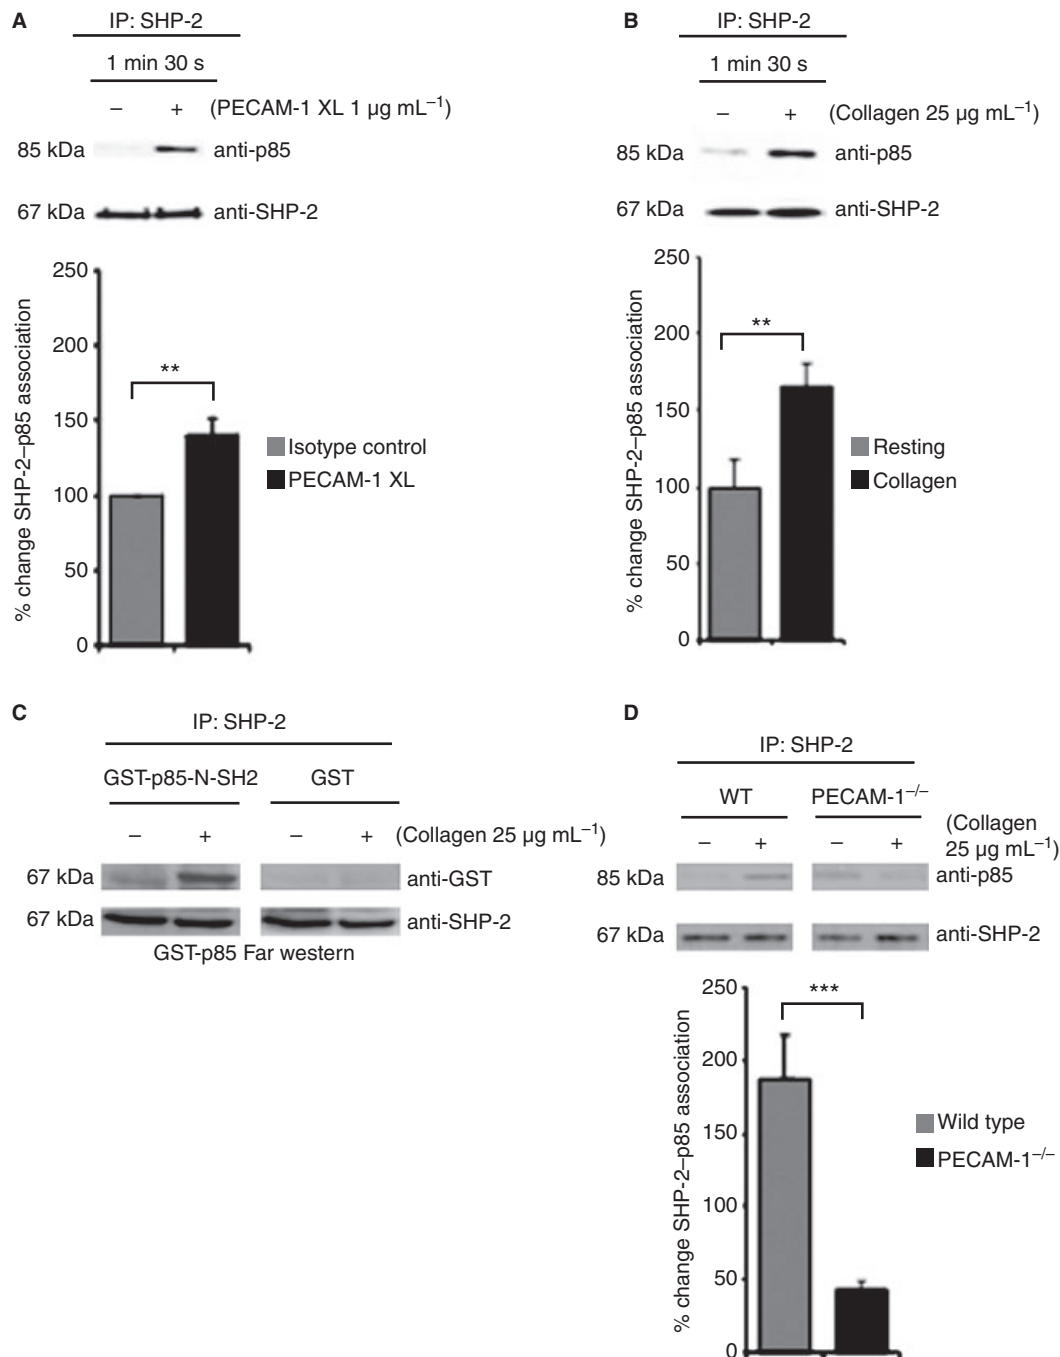 A
IP: SHP-2
1 min 30 s
– + (PECAM-1 XL 1 µg mL–1)
85 kDa anti-p85
67 kDa anti-SHP-2
% change SHP-2–p85 association
250
200
150
100
50
0
**
Isotype control
PECAM-1 XL
B
IP: SHP-2
1 min 30 s
– + (Collagen 25 µg mL–1)
85 kDa anti-p85
67 kDa anti-SHP-2
% change SHP-2–p85 association
250
200
150
100
50
0
**
Resting
Collagen
C
IP: SHP-2
GST-p85-N-SH2 GST
– + – + (Collagen 25 µg mL–1)
67 kDa anti-GST
67 kDa anti-SHP-2
GST-p85 Far western
D
IP: SHP-2
WT PECAM-1–/–
– + – + (Collagen
25 µg mL–1)
85 kDa anti-p85
67 kDa anti-SHP-2
% change SHP-2–p85 association
250
200
150
100
50
0
***
Wild type
PECAM-1–/–